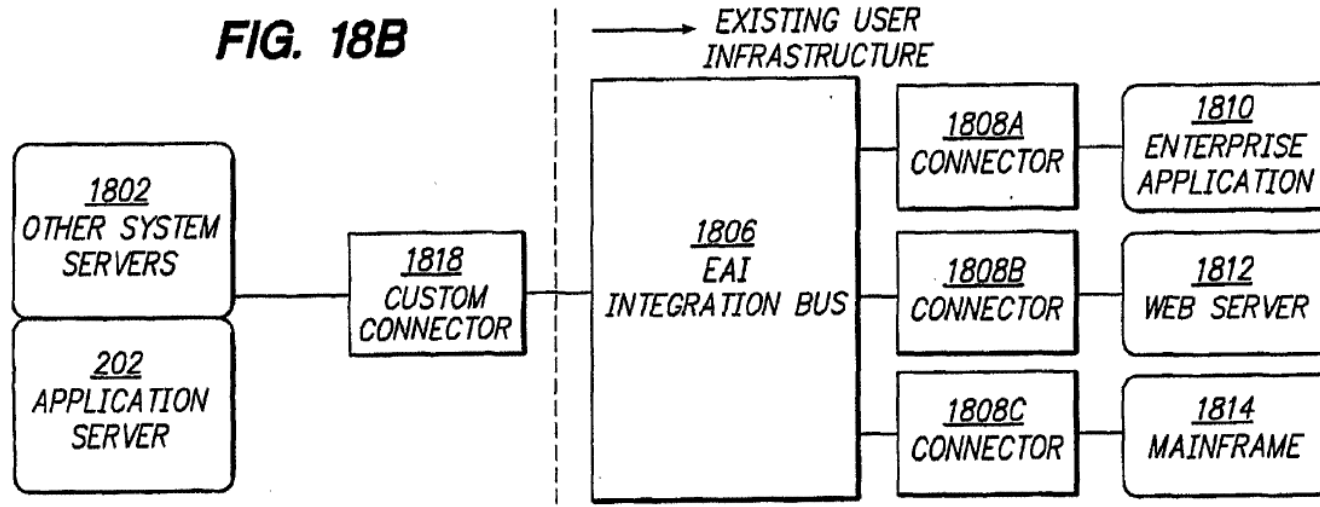 FIG. 18B
EXISTING USER
INFRASTRUCTURE
1802
OTHER SYSTEM
SERVERS
202
APPLICATION
SERVER
1818
CUSTOM
CONNECTOR
1806
EAI
INTEGRATION BUS
1808A
CONNECTOR
1810
ENTERPRISE
APPLICATION
1808B
CONNECTOR
1812
WEB SERVER
1808C
CONNECTOR
1814
MAINFRAME